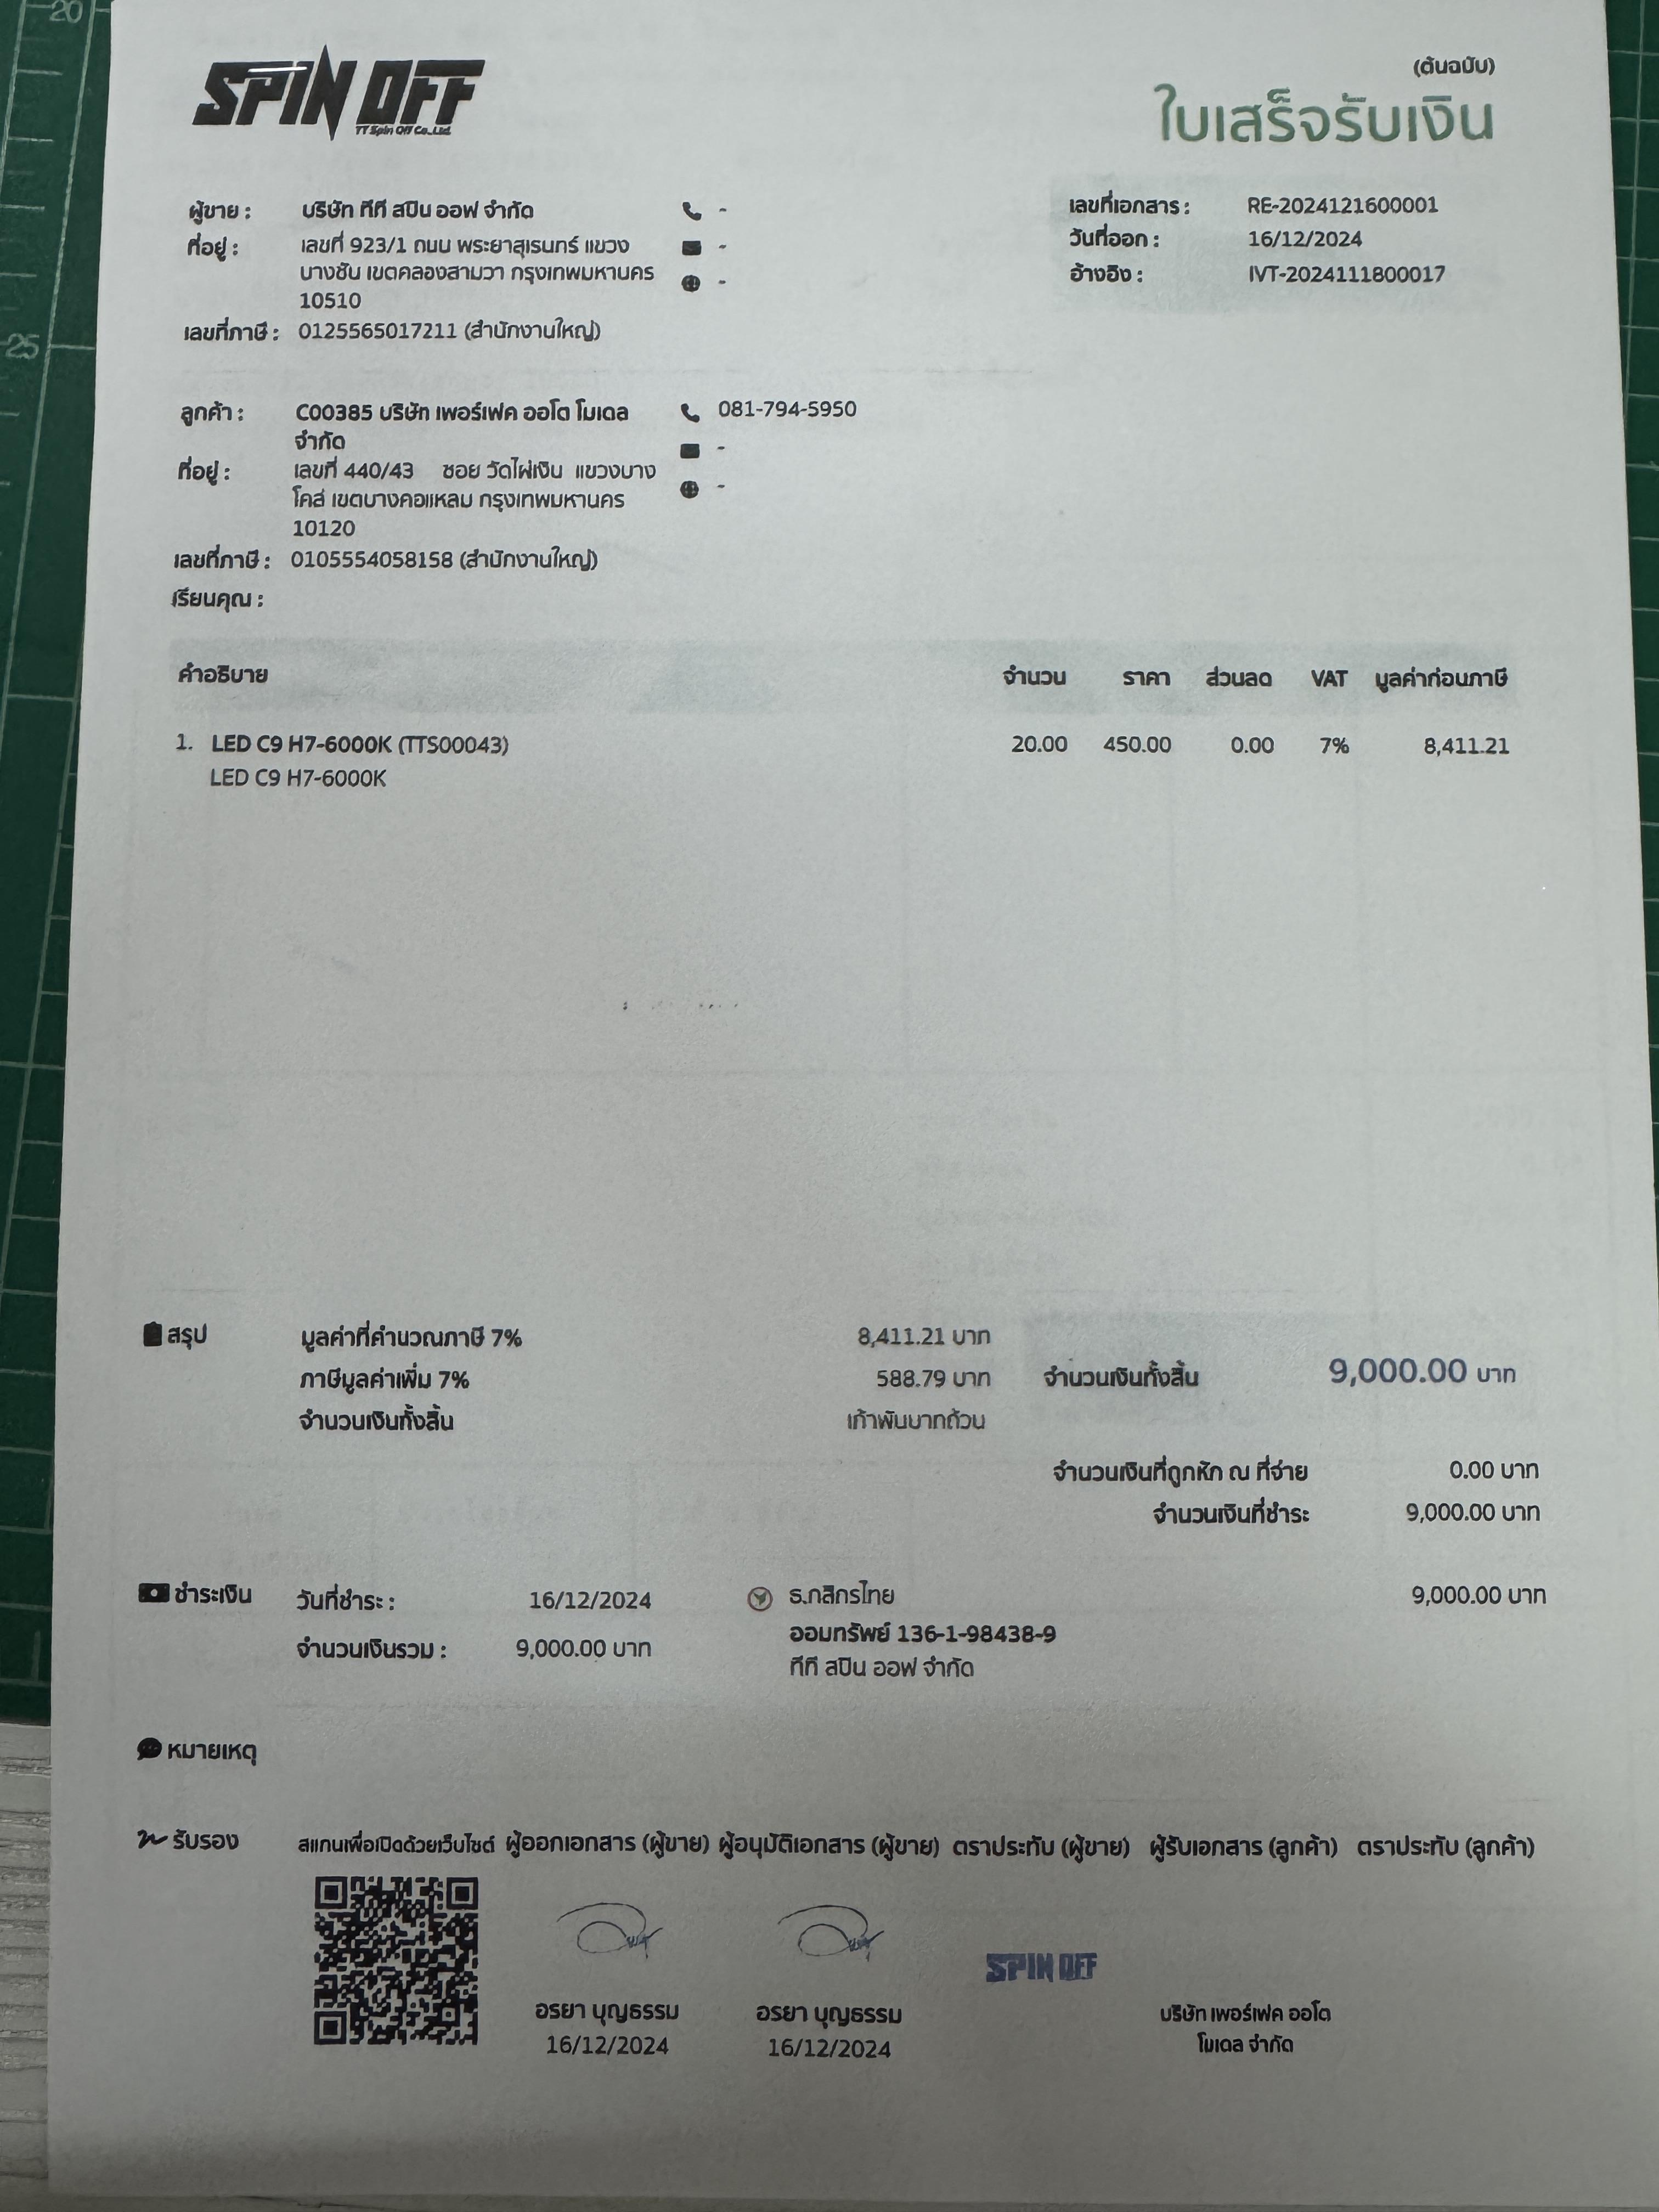 20
25
SPIN OFF
TT Spin Off Co.,Ltd.
(ต้นฉบับ)
ใบเสร็จรับเงิน
ผู้ขาย : บริษัท ทีที สปิน ออฟ จำกัด -
ที่อยู่ : เลขที่ 923/1 ถนน พระยาสุเรนทร์ แขวง -
บางชัน เขตคลองสามวา กรุงเทพมหานคร -
10510
เลขที่ภาษี : 0125565017211 (สำนักงานใหญ่)
เลขที่เอกสาร : RE-2024121600001
วันที่ออก : 16/12/2024
อ้างอิง : IVT-2024111800017
ลูกค้า : C00385 บริษัท เพอร์เฟค ออโต โมเดล 081-794-5950
จำกัด -
ที่อยู่ : เลขที่ 440/43 ซอย วัดไผ่เงิน แขวงบาง -
โคล่ เขตบางคอแหลม กรุงเทพมหานคร
10120
เลขที่ภาษี : 0105554058158 (สำนักงานใหญ่)
เรียนคุณ :
คำอธิบาย จำนวน ราคา ส่วนลด VAT มูลค่าก่อนภาษี
1. LED C9 H7-6000K (TTS00043) 20.00 450.00 0.00 7% 8,411.21
LED C9 H7-6000K
สรุป มูลค่าที่คำนวณภาษี 7% 8,411.21 บาท
ภาษีมูลค่าเพิ่ม 7% 588.79 บาท จำนวนเงินทั้งสิ้น 9,000.00 บาท
จำนวนเงินทั้งสิ้น เก้าพันบาทถ้วน
จำนวนเงินที่ถูกหัก ณ ที่จ่าย 0.00 บาท
จำนวนเงินที่ชำระ 9,000.00 บาท
ชำระเงิน วันที่ชำระ : 16/12/2024 ธ.กสิกรไทย 9,000.00 บาท
ออมทรัพย์ 136-1-98438-9
จำนวนเงินรวม : 9,000.00 บาท
ทีที สปิน ออฟ จำกัด
หมายเหตุ
รับรอง สแกนเพื่อเปิดด้วยเว็บไซต์ ผู้ออกเอกสาร (ผู้ขาย) ผู้อนุมัติเอกสาร (ผู้ขาย) ตราประทับ (ผู้ขาย) ผู้รับเอกสาร (ลูกค้า) ตราประทับ (ลูกค้า)
SPIN OFF
อรยา บุญธรรม อรยา บุญธรรม บริษัท เพอร์เฟค ออโต
16/12/2024 16/12/2024 โมเดล จำกัด